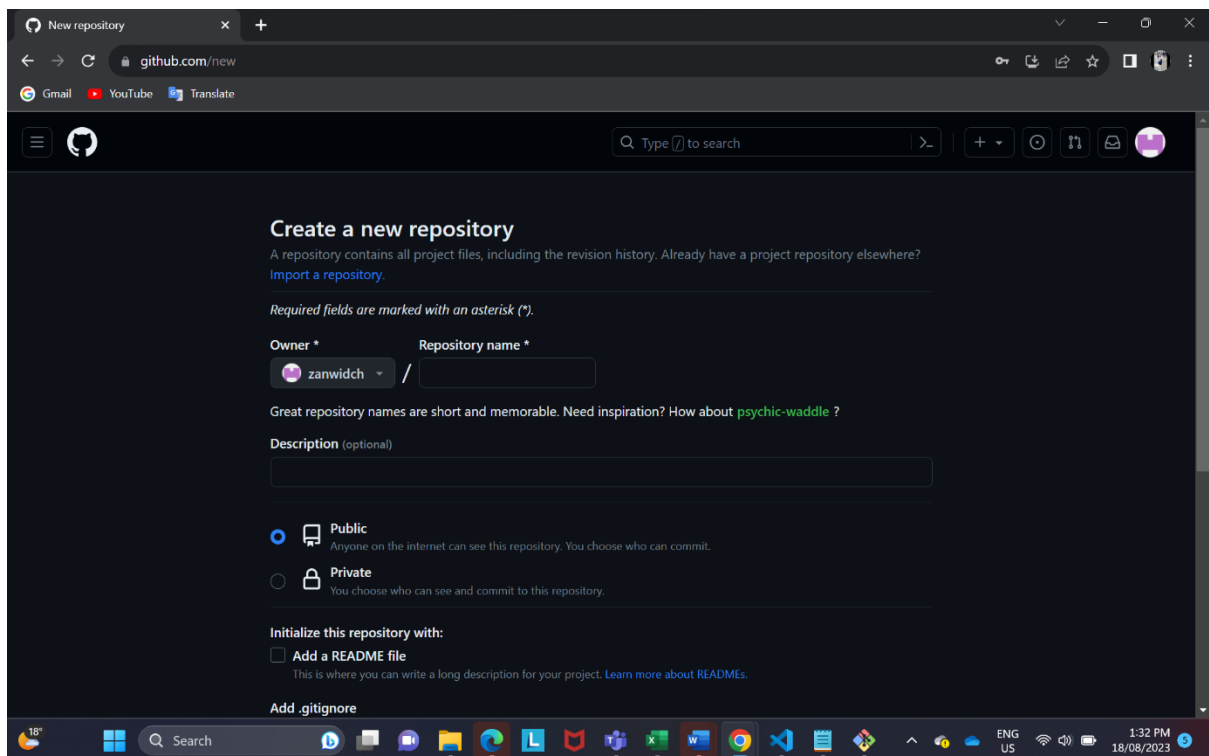 New repository
github.com/new
Gmail YouTube Translate
Type / to search
Create a new repository
A repository contains all project files, including the revision history. Already have a project repository elsewhere?
Import a repository.
Required fields are marked with an asterisk (*).
Owner * Repository name *
zanwidch /
Great repository names are short and memorable. Need inspiration? How about psychic-waddle ?
Description (optional)
Public
Anyone on the internet can see this repository. You choose who can commit.
Private
You choose who can see and commit to this repository.
Initialize this repository with:
Add a README file
This is where you can write a long description for your project. Learn more about READMEs.
Add .gitignore
18°
Search
ENG
US
1:32 PM
18/08/2023
5